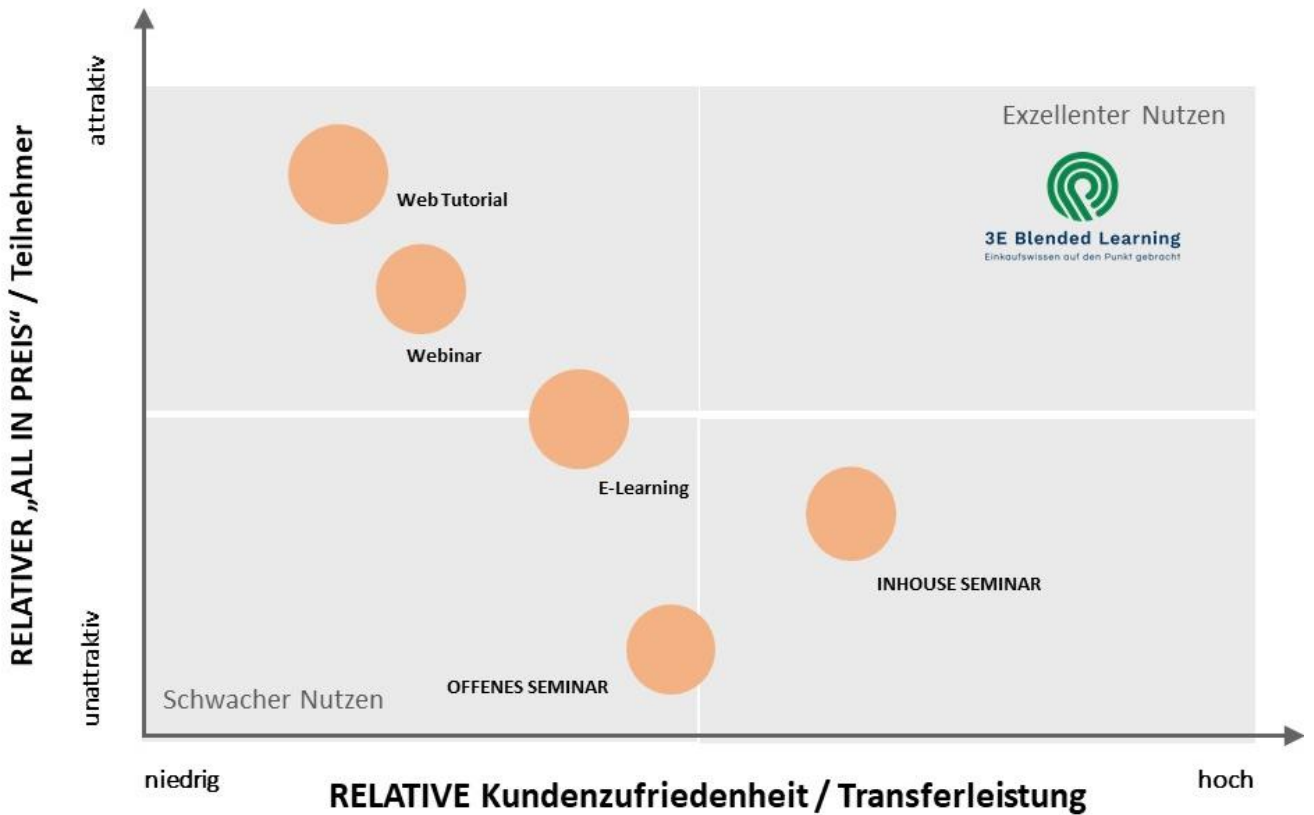 attraktiv
RELATIVER „ALL IN PREIS“ / Teilnehmer
unattraktiv
Exzellenter Nutzen
3E Blended Learning
Einkaufswissen auf den Punkt gebracht
Web Tutorial
Webinar
E-Learning
INHOUSE SEMINAR
OFFENES SEMINAR
Schwacher Nutzen
niedrig
hoch
RELATIVE Kundenzufriedenheit / Transferleistung